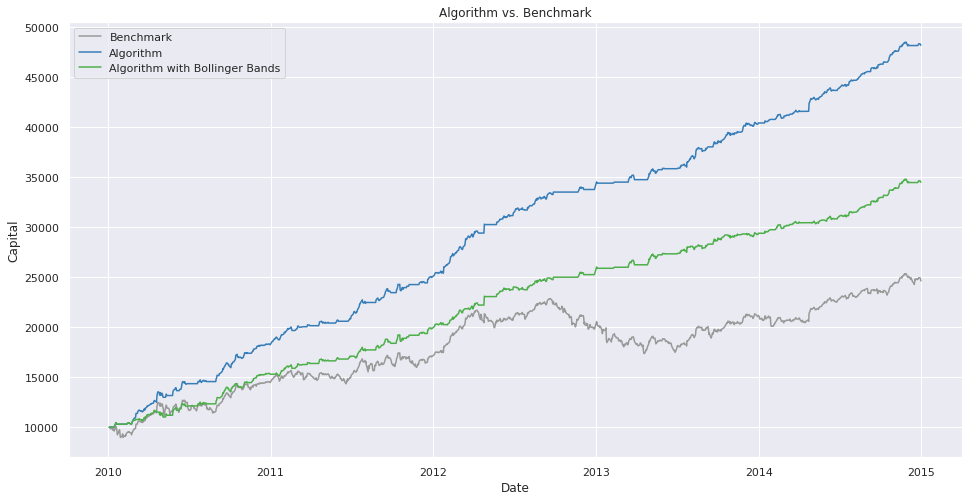 Algorithm vs. Benchmark
50000
45000
40000
35000
30000
25000
20000
15000
10000
Capital
Benchmark
Algorithm
Algorithm with Bollinger Bands
2010
2011
2012
2013
2014
2015
Date